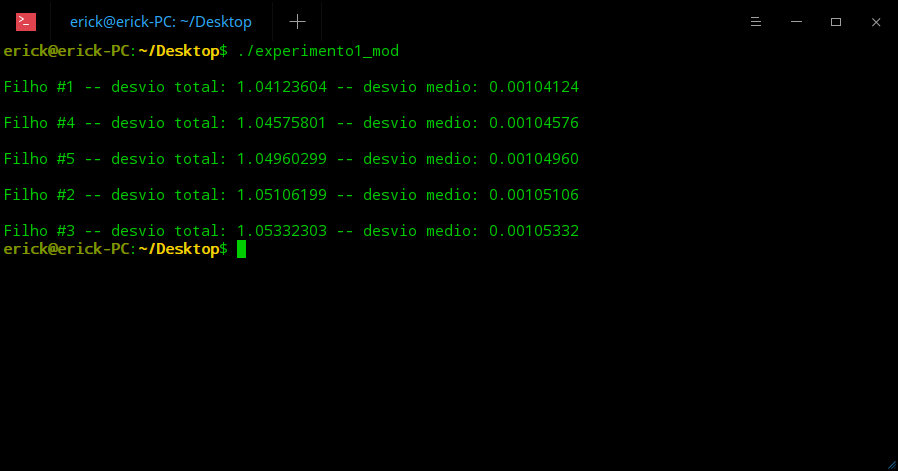 erick@erick-PC: ~/Desktop
erick@erick-PC:~/Desktop$ ./experimento1_mod
Filho #1 -- desvio total: 1.04123604 -- desvio medio: 0.00104124
Filho #4 -- desvio total: 1.04575801 -- desvio medio: 0.00104576
Filho #5 -- desvio total: 1.04960299 -- desvio medio: 0.00104960
Filho #2 -- desvio total: 1.05106199 -- desvio medio: 0.00105106
Filho #3 -- desvio total: 1.05332303 -- desvio medio: 0.00105332
erick@erick-PC:~/Desktop$